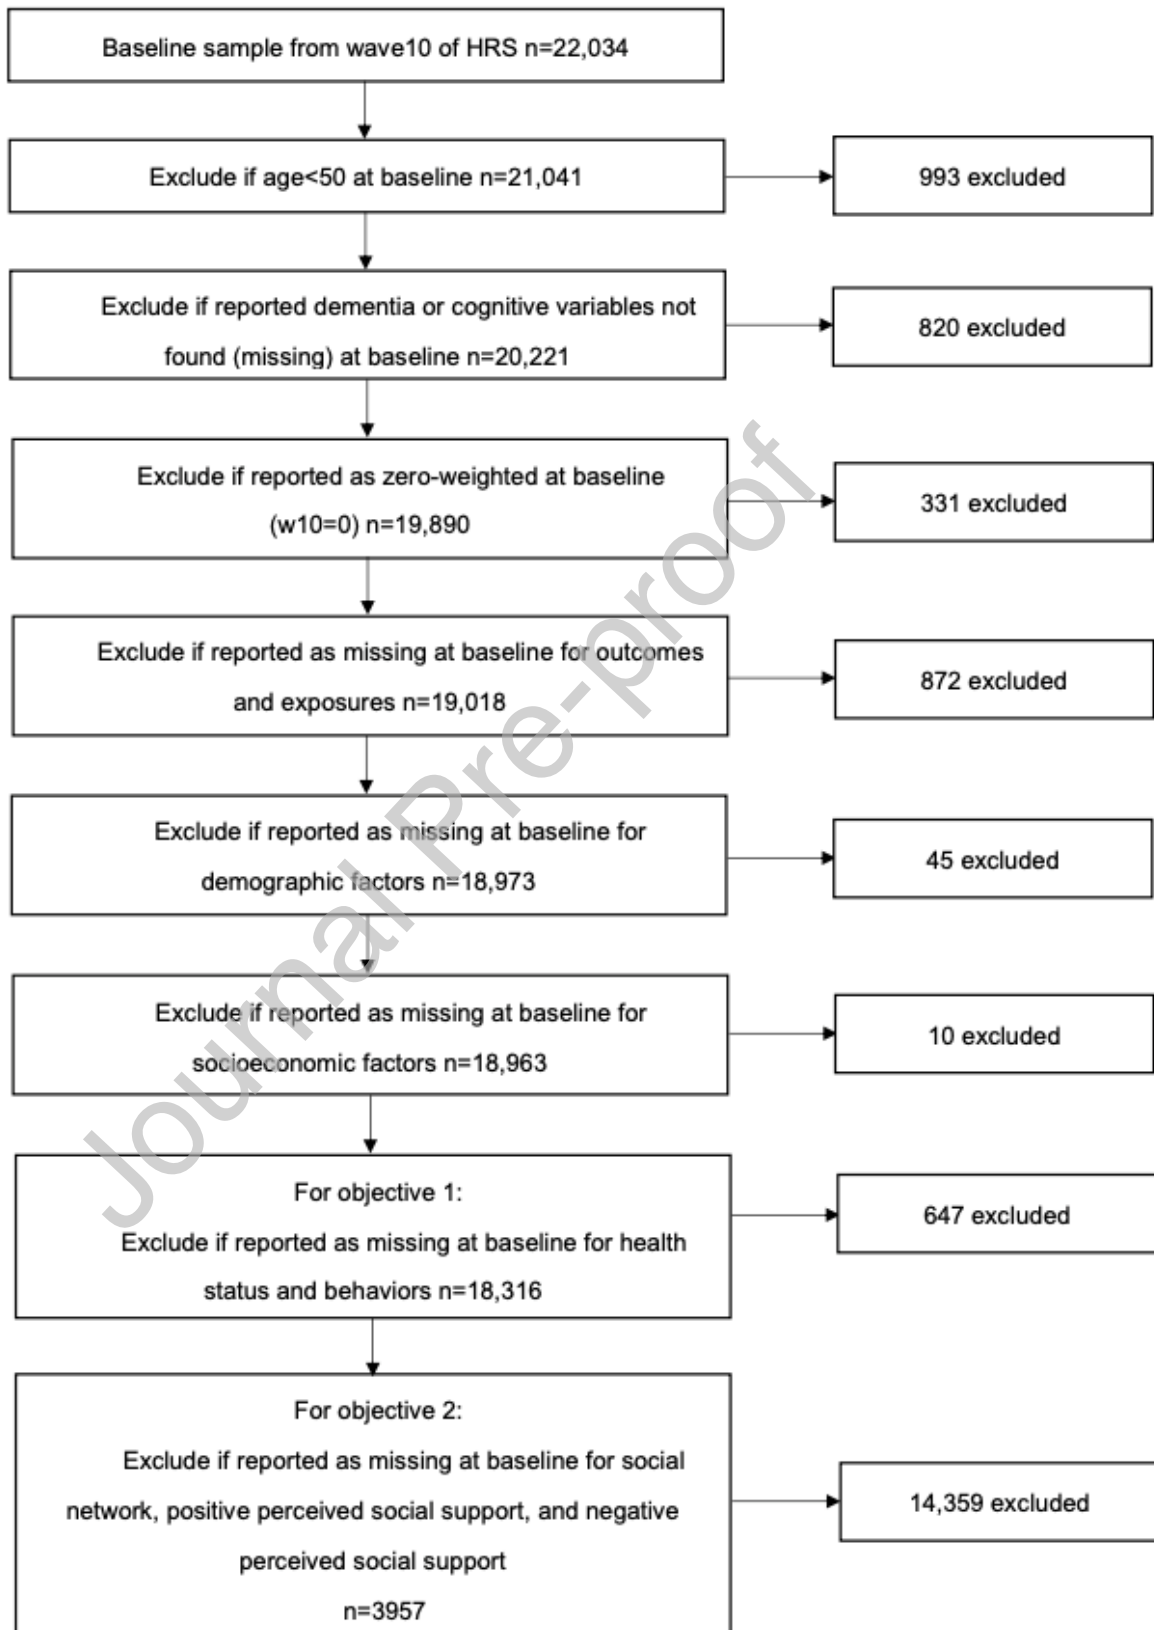 Baseline sample from wave10 of HRS n=22,034
Exclude if age<50 at baseline n=21,041
993 excluded
Exclude if reported dementia or cognitive variables not
found (missing) at baseline n=20,221
820 excluded
Exclude if reported as zero-weighted at baseline
(w10=0) n=19,890
331 excluded
Exclude if reported as missing at baseline for outcomes
and exposures n=19,018
872 excluded
Exclude if reported as missing at baseline for
demographic factors n=18,973
45 excluded
Exclude if reported as missing at baseline for
socioeconomic factors n=18,963
10 excluded
For objective 1:
Exclude if reported as missing at baseline for health
status and behaviors n=18,316
647 excluded
For objective 2:
Exclude if reported as missing at baseline for social
network, positive perceived social support, and negative
perceived social support
n=3957
14,359 excluded
Journal Pre-proof